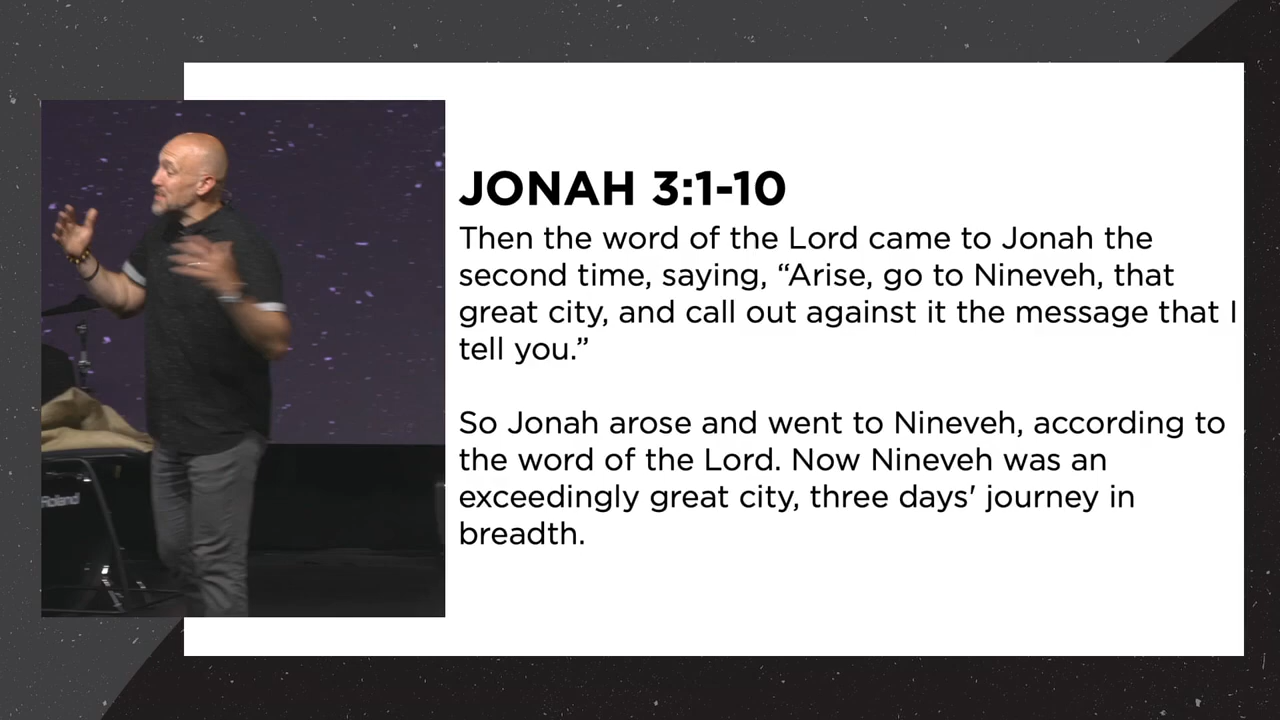 JONAH 3:1-10
Then the word of the Lord came to Jonah the
second time, saying, “Arise, go to Nineveh, that
great city, and call out against it the message that I
tell you.”
So Jonah arose and went to Nineveh, according to
the word of the Lord. Now Nineveh was an
exceedingly great city, three days' journey in
breadth.
Roland